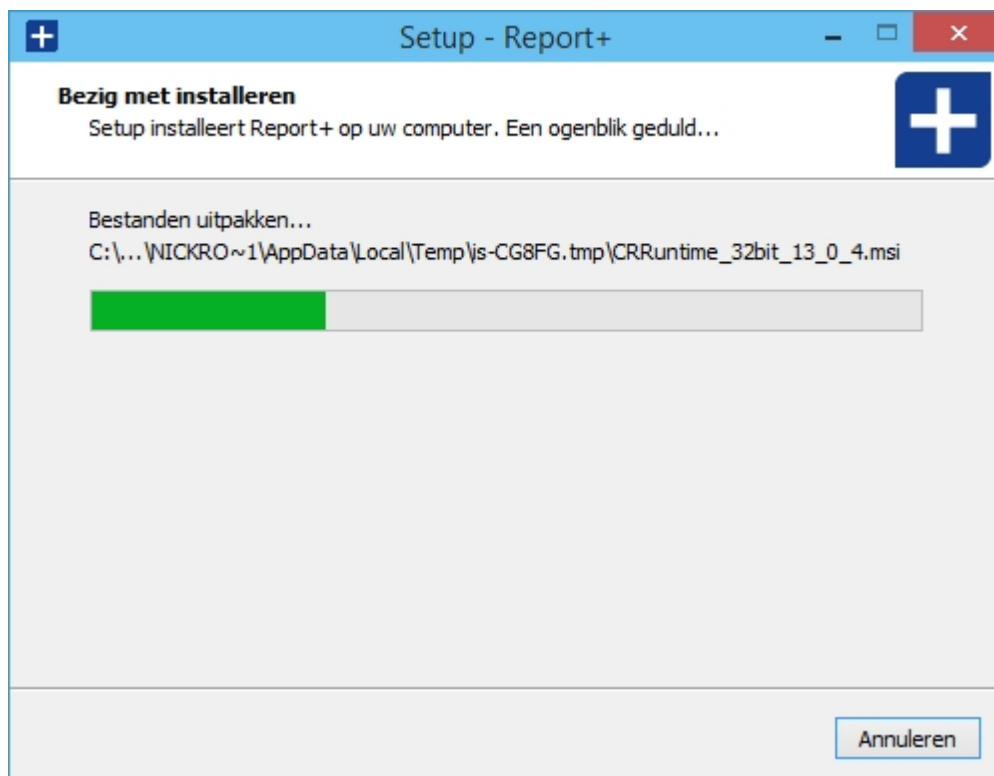 Setup - Report+
Bezig met installeren
Setup installeert Report+ op uw computer. Een ogenblik geduld...
Bestanden uitpakken...
C:\...\NICKRO~1\AppData\Local\Temp\is-CG8FG.tmp\CRRuntime_32bit_13_0_4.msi
Annuleren